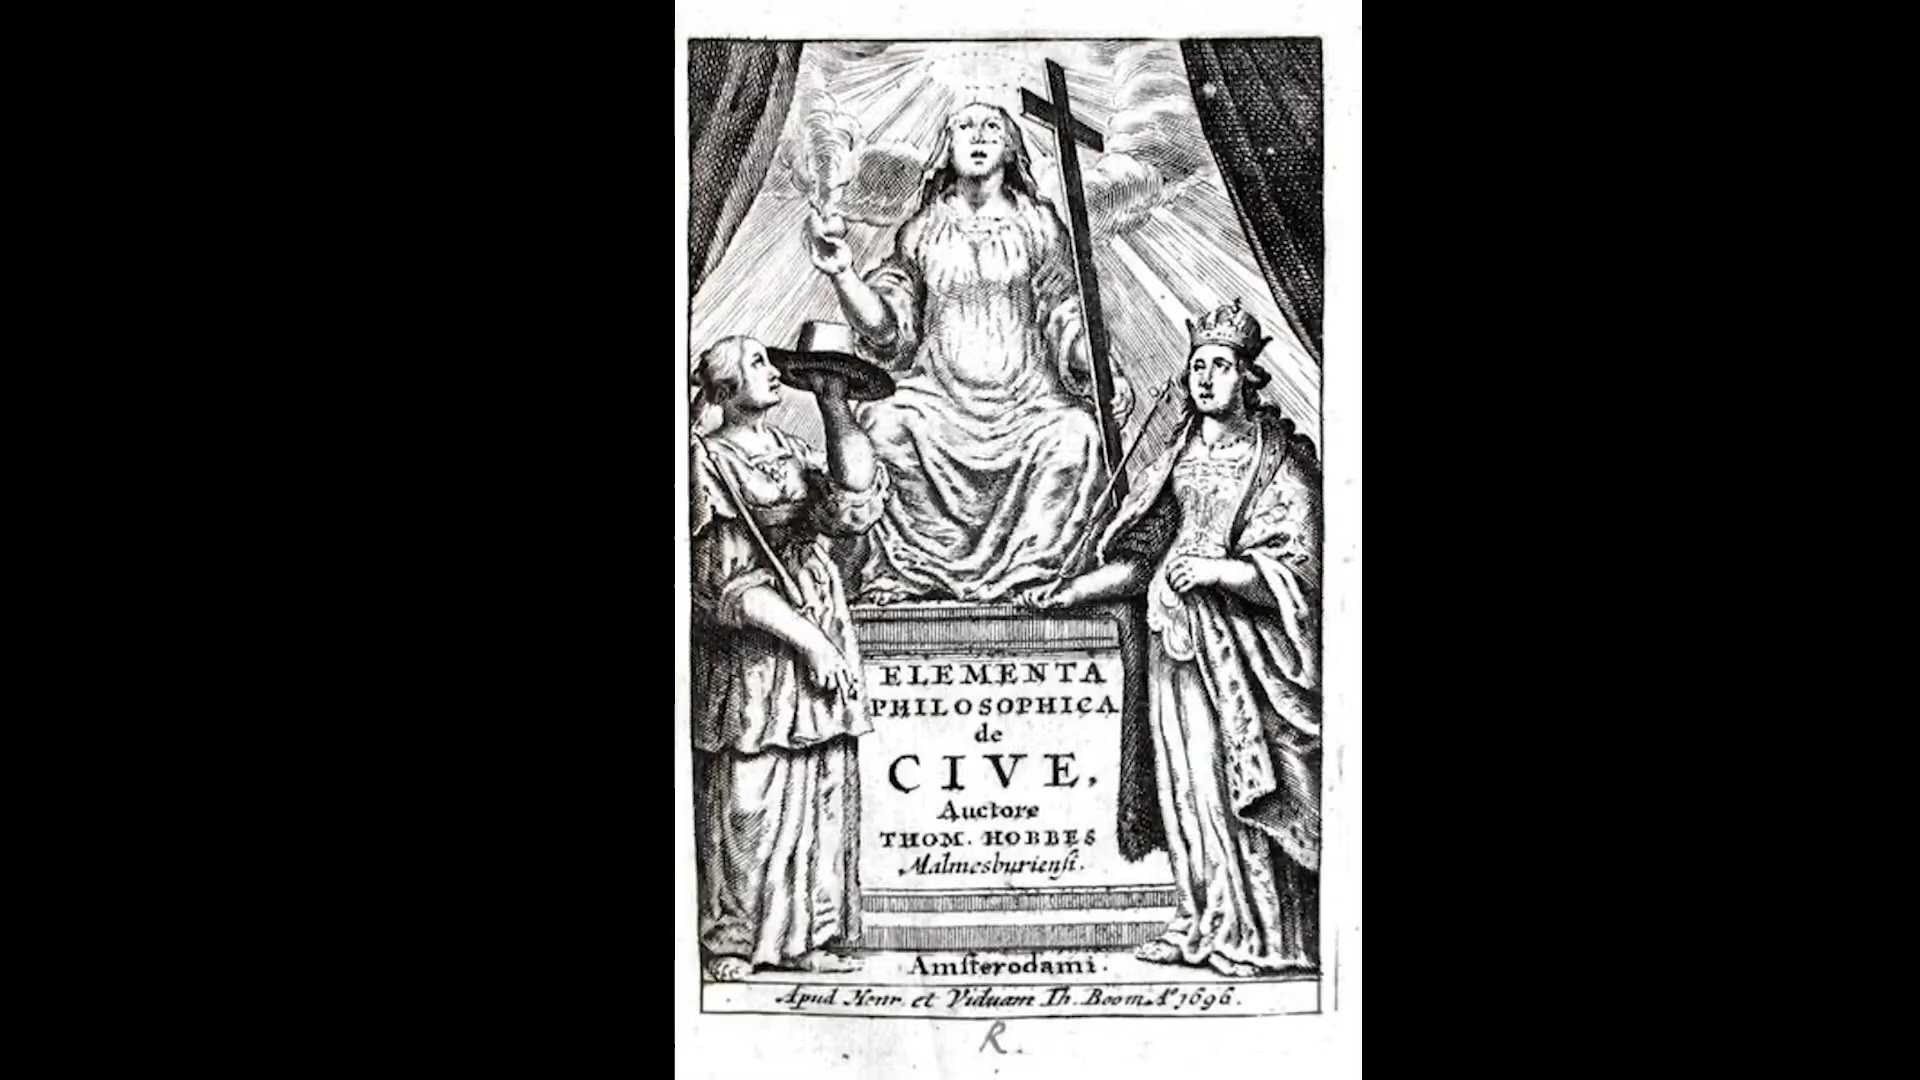 ELEMENTA
PHILOSOPHICA
de
CIVE,
Auctore
THOM. HOBBES
Malmesburienſi.
Amſterodami.
Apud Henr. et Viduam Th. Boom. Aº 1696.
R.